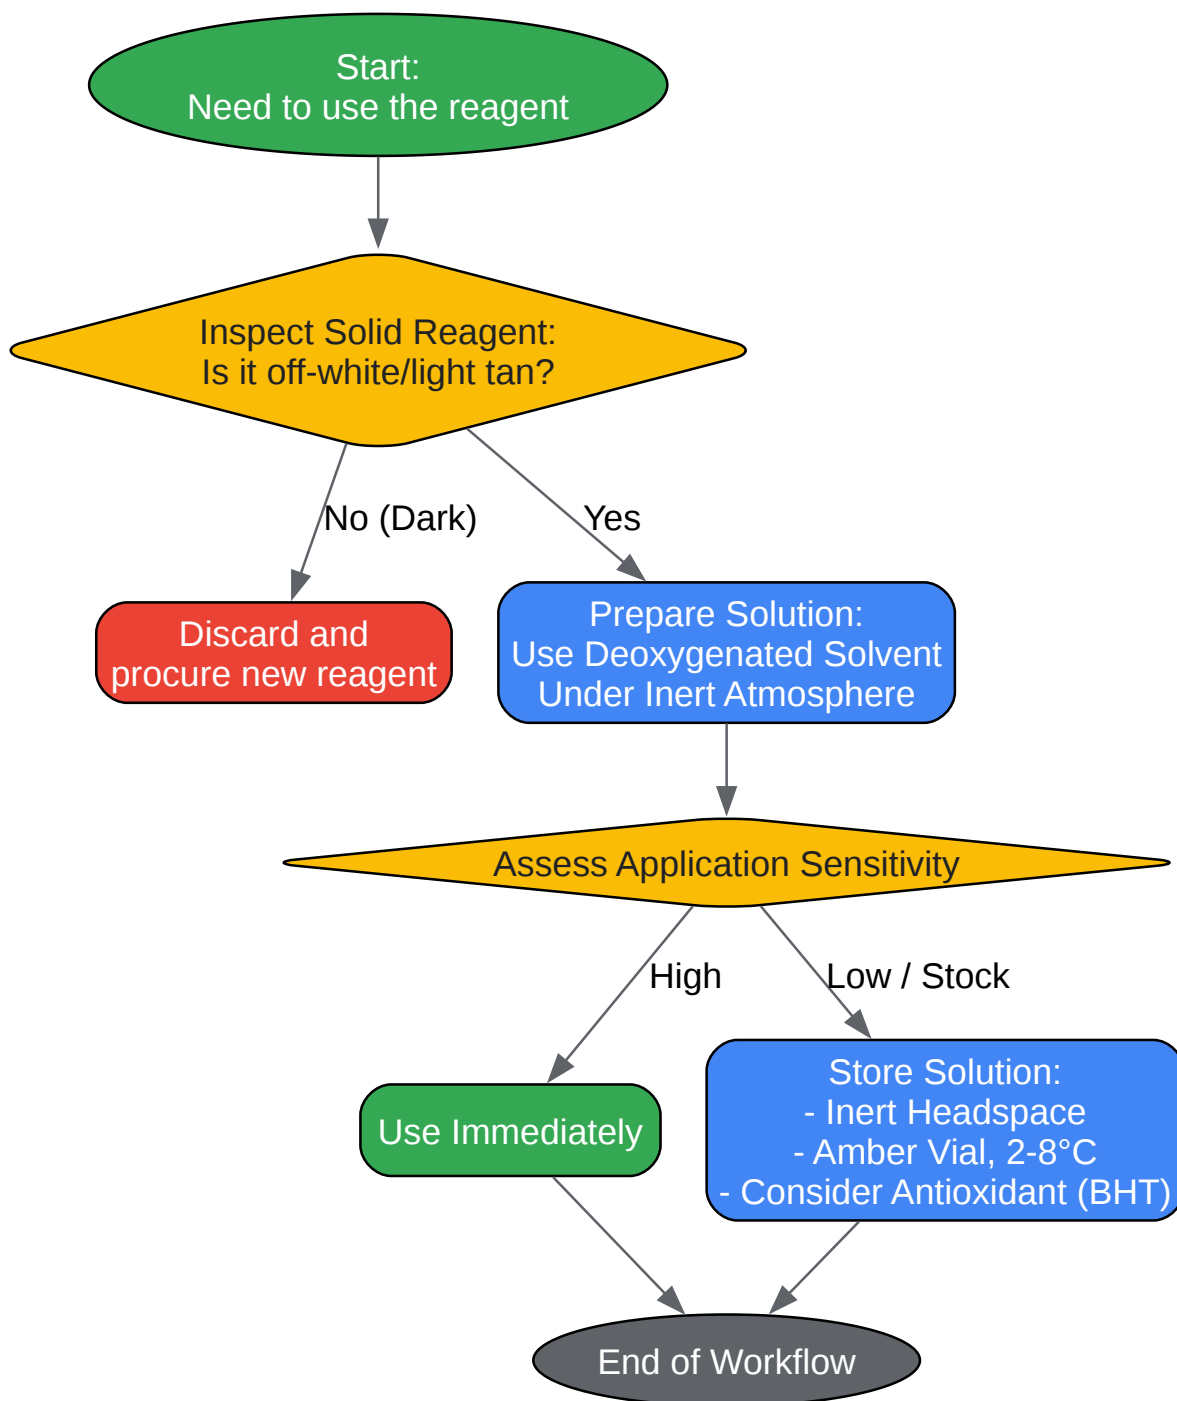 Start:
Need to use the reagent
Inspect Solid Reagent:
Is it off-white/light tan?
No (Dark)
Yes
Discard and
procure new reagent
Prepare Solution:
Use Deoxygenated Solvent
Under Inert Atmosphere
Assess Application Sensitivity
High
Low / Stock
Use Immediately
Store Solution:
- Inert Headspace
- Amber Vial, 2-8°C
- Consider Antioxidant (BHT)
End of Workflow